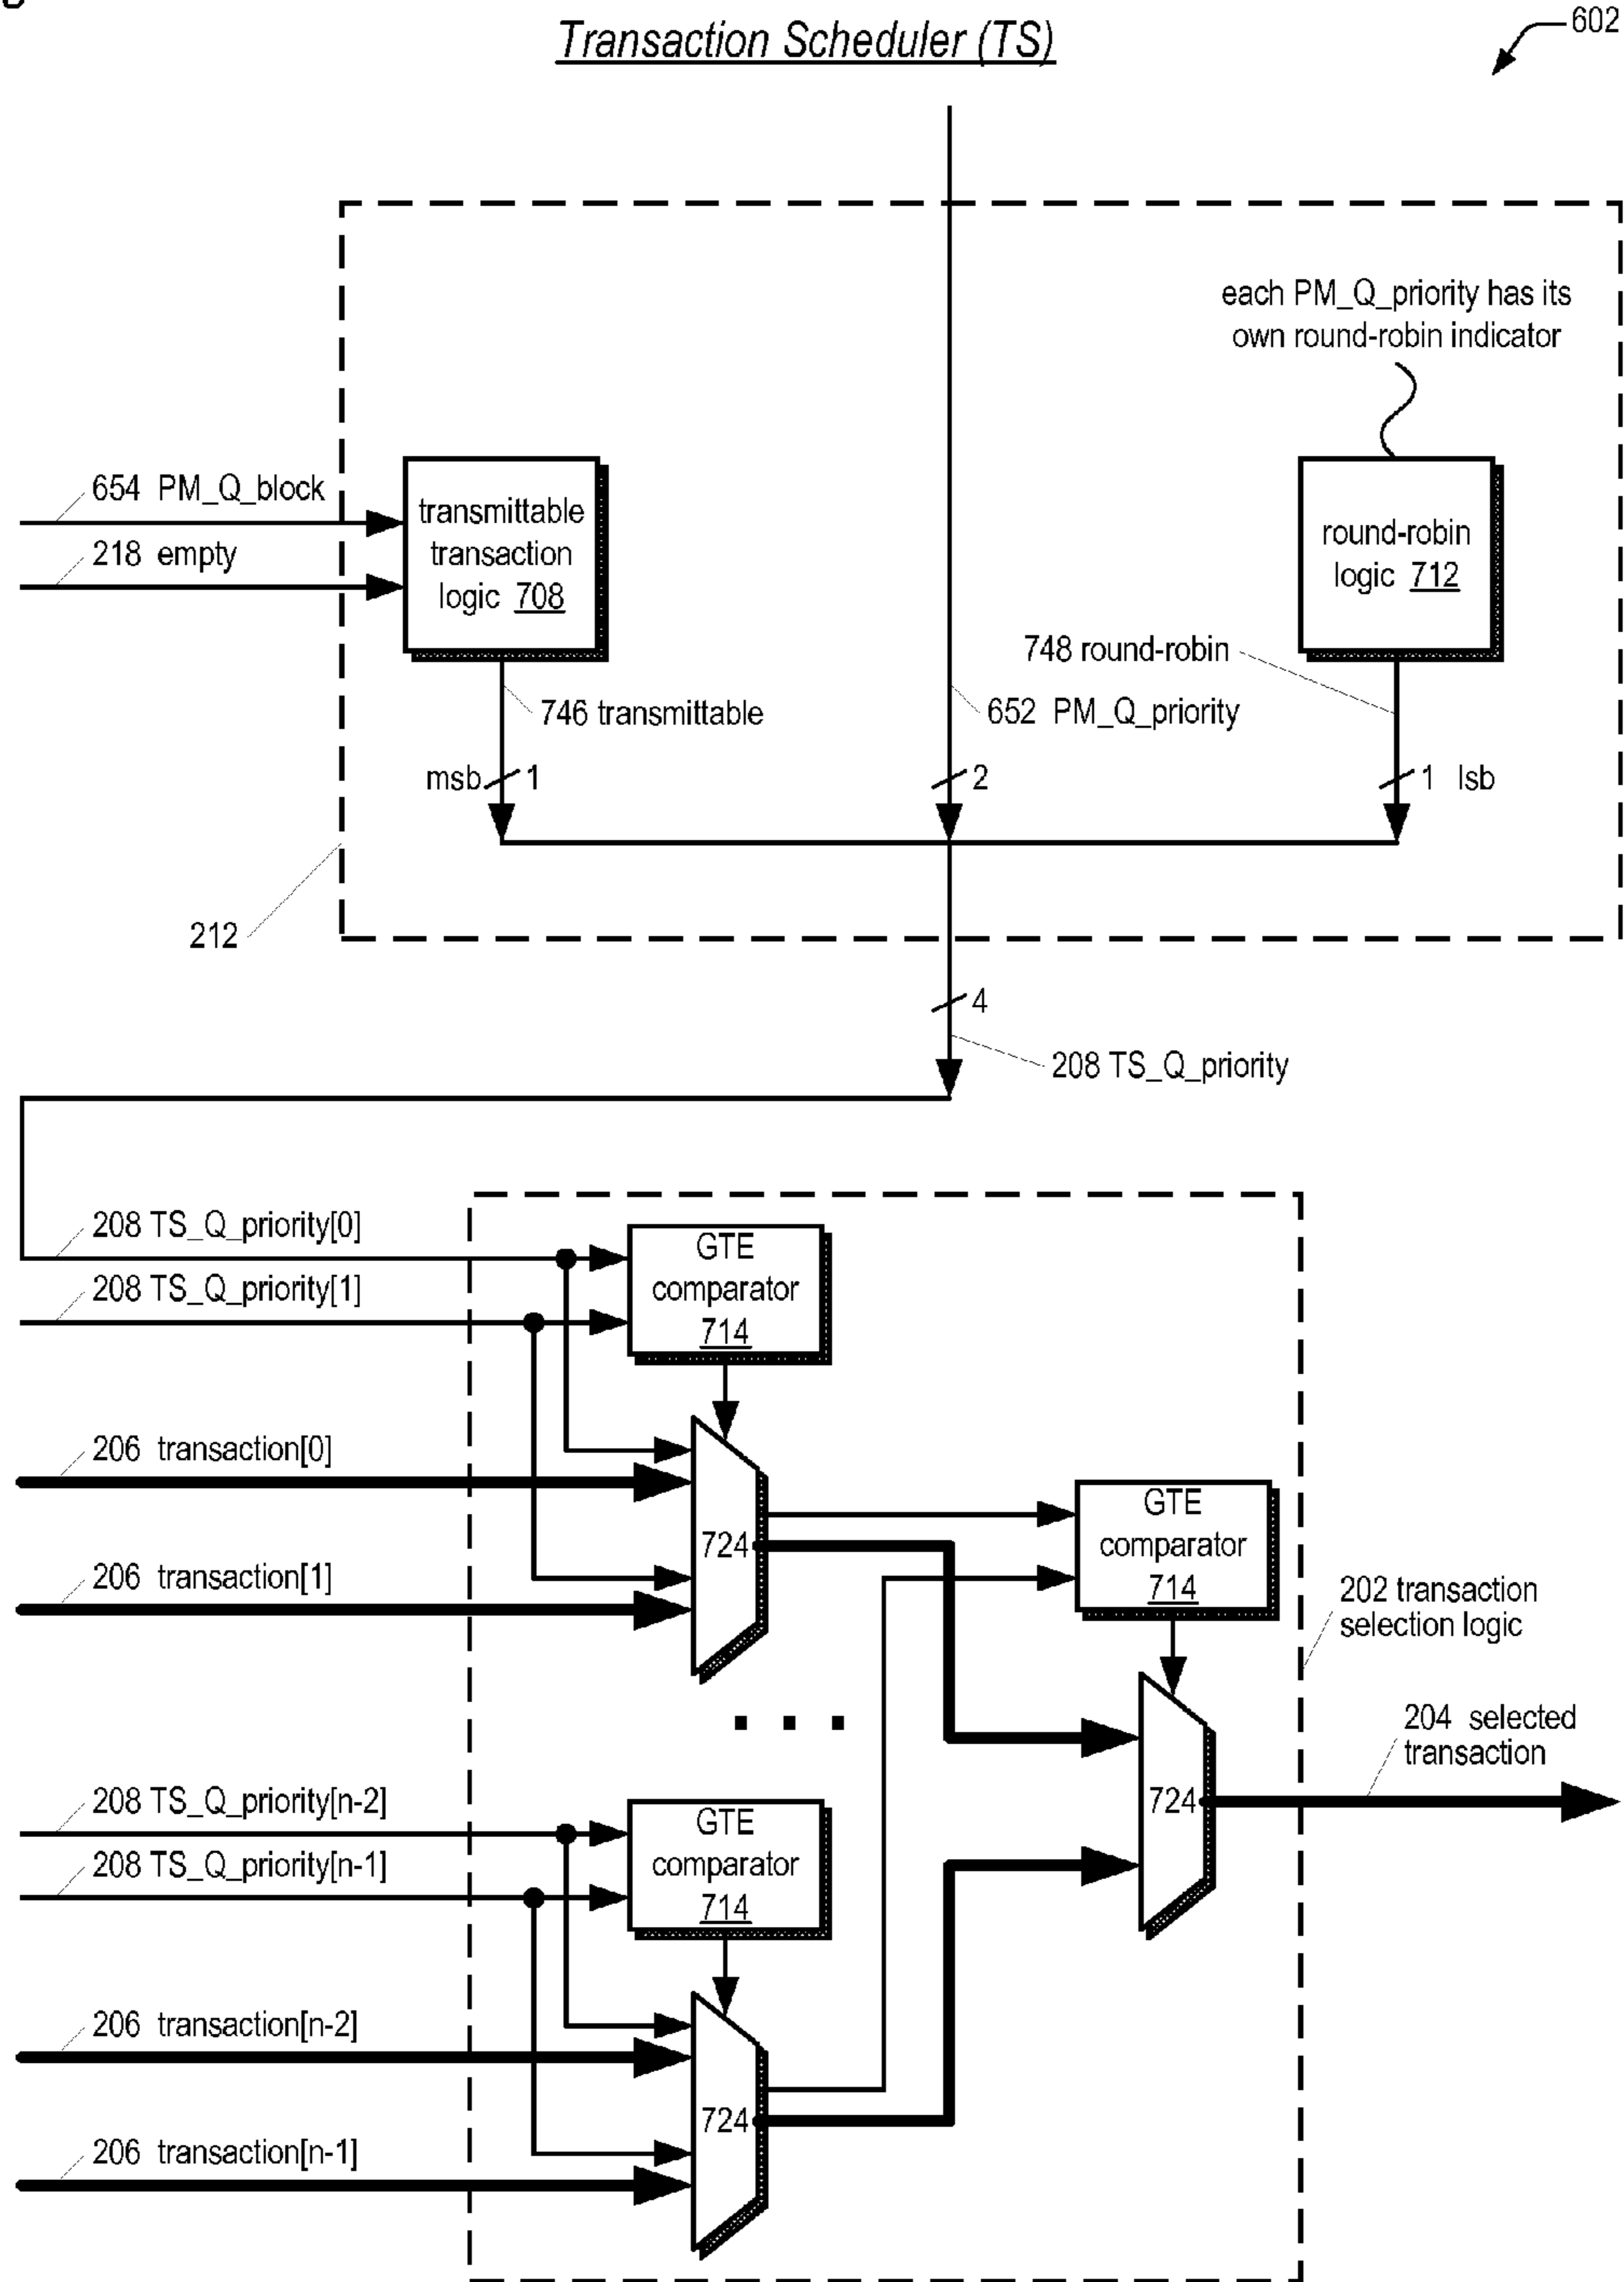 Transaction Scheduler (TS)
602
each PM_Q_priority has its
own round-robin indicator
654 PM_Q_block
218 empty
transmittable
transaction
logic 708
round-robin
logic 712
748 round-robin
746 transmittable
652 PM_Q_priority
msb 1
2
1 lsb
212
4
208 TS_Q_priority
208 TS_Q_priority[0]
208 TS_Q_priority[1]
GTE
comparator
714
206 transaction[0]
206 transaction[1]
724
GTE
comparator
714
202 transaction
selection logic
. . .
204 selected
transaction
724
208 TS_Q_priority[n-2]
208 TS_Q_priority[n-1]
GTE
comparator
714
206 transaction[n-2]
206 transaction[n-1]
724